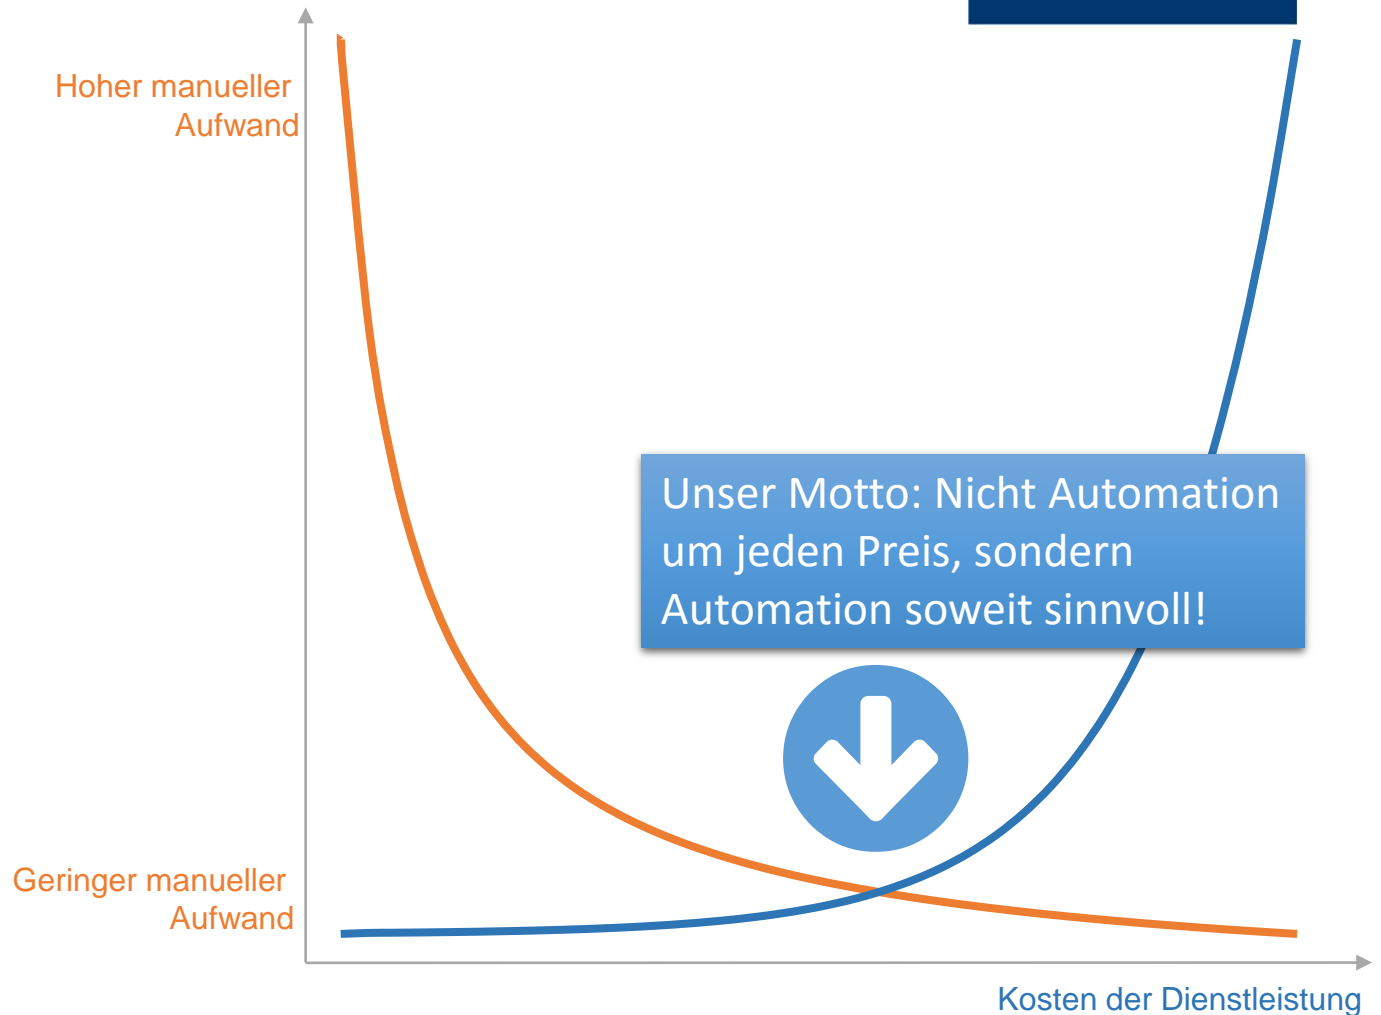 Hoher manueller
Aufwand
Unser Motto: Nicht Automation
um jeden Preis, sondern
Automation soweit sinnvoll!
Geringer manueller
Aufwand
Kosten der Dienstleistung